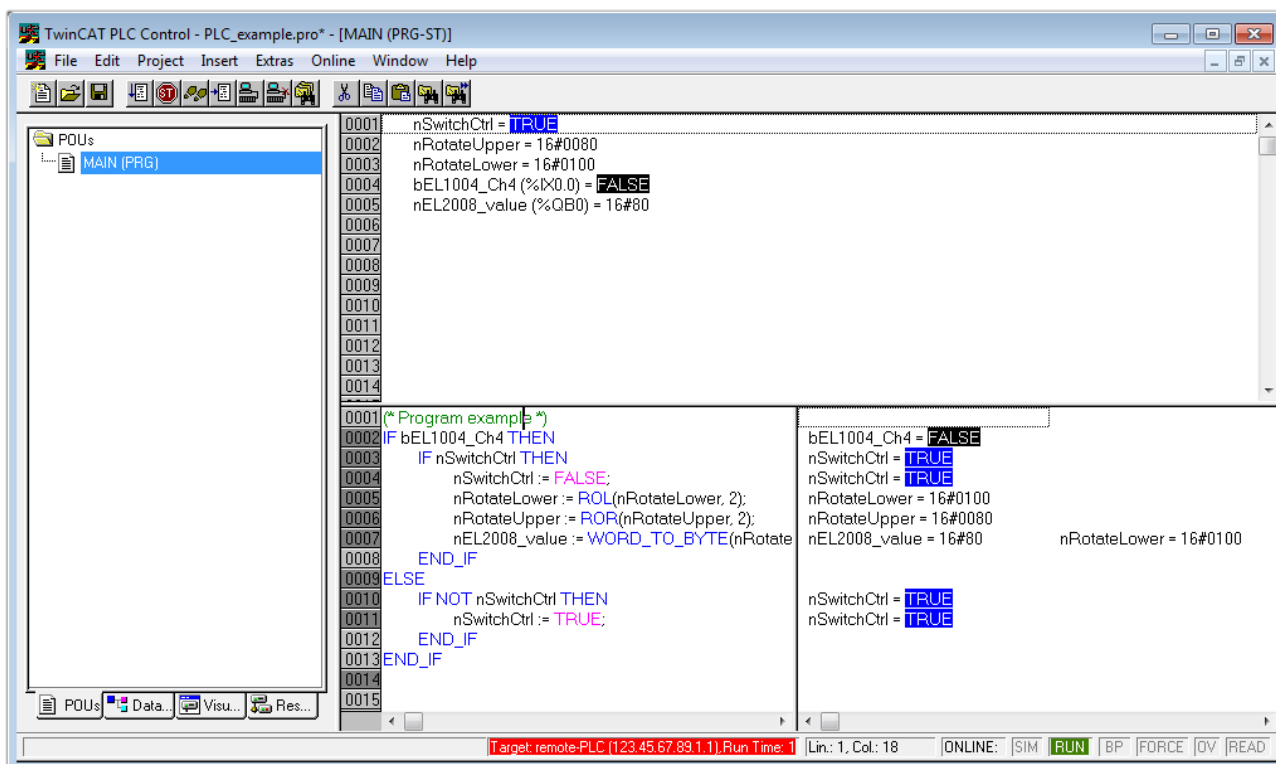 TwinCAT PLC Control - PLC_example.pro* - [MAIN (PRG-ST)]
File Edit Project Insert Extras Online Window Help
POUs
MAIN (PRG)
0001 nSwitchCtrl = TRUE
0002 nRotateUpper = 16#0080
0003 nRotateLower = 16#0100
0004 bEL1004_Ch4 (%IX0.0) = FALSE
0005 nEL2008_value (%QB0) = 16#80
0006
0007
0008
0009
0010
0011
0012
0013
0014
0001 (* Program example *)
0002 IF bEL1004_Ch4 THEN bEL1004_Ch4 = FALSE
0003 IF nSwitchCtrl THEN nSwitchCtrl = TRUE
0004 nSwitchCtrl := FALSE; nSwitchCtrl = TRUE
0005 nRotateLower := ROL(nRotateLower, 2); nRotateLower = 16#0100
0006 nRotateUpper := ROR(nRotateUpper, 2); nRotateUpper = 16#0080
0007 nEL2008_value := WORD_TO_BYTE(nRotate nEL2008_value = 16#80 nRotateLower = 16#0100
0008 END_IF
0009 ELSE
0010 IF NOT nSwitchCtrl THEN nSwitchCtrl = TRUE
0011 nSwitchCtrl := TRUE; nSwitchCtrl = TRUE
0012 END_IF
0013 END_IF
0014
0015
POUs Data... Visu... Res...
Target: remote-PLC (123.45.67.89.1.1), Run Time: 1 Lin.: 1, Col.: 18 ONLINE: SIM RUN BP FORCE OV READ